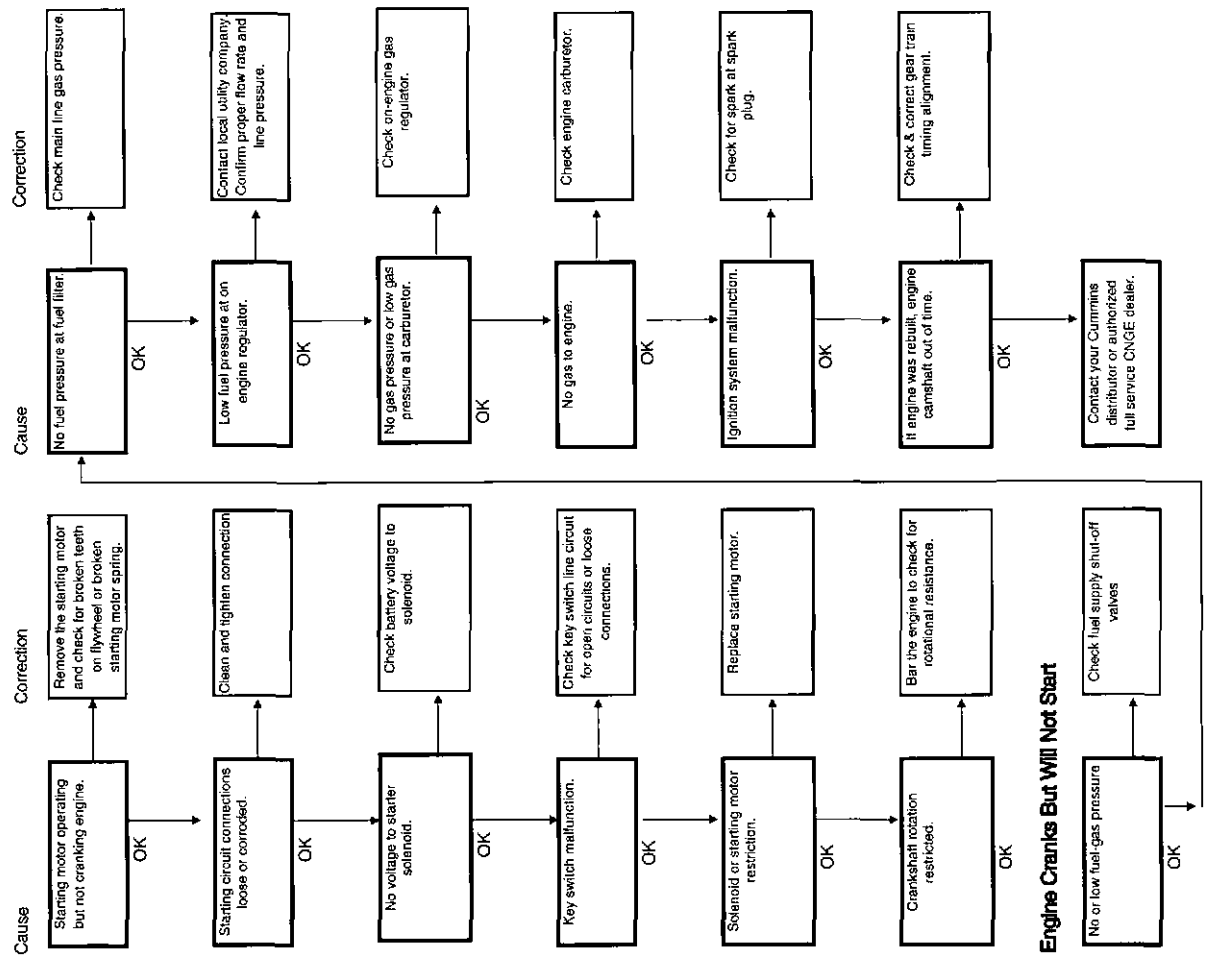 Cause
Correction
Starting motor operating
but not cranking engine.
Remove the starting motor
and check for broken teeth
on flywheel or broken
starting motor spring.
OK
Starting circuit connections
loose or corroded.
Clean and tighten connection
OK
No voltage to starter
solenoid.
Check battery voltage to
solenoid.
OK
Key switch malfunction.
Check key switch line circuit
for open circuits or loose
connections.
OK
Solenoid or starting motor
restriction.
Replace starting motor.
OK
Crankshaft rotation
restricted.
Bar the engine to check for
rotational resistance.
Engine Cranks But Will Not Start
No or low fuel-gas pressure
Check fuel supply shut-off
valves
OK
Cause
Correction
No fuel pressure at fuel filter.
Check main line gas pressure.
OK
Low fuel pressure at on
engine regulator.
Contact local utility company.
Confirm proper flow rate and
line pressure.
OK
No gas pressure or low gas
pressure at carburetor.
Check on-engine gas
regulator.
OK
No gas to engine.
Check engine carburetor.
OK
Ignition system malfunction.
Check for spark at spark
plug.
OK
If engine was rebuit, engine
camshaft out of time.
Check & correct gear train
timing alignment.
OK
Contact your Cummins
distributor or authorized
full service CNGE dealer.